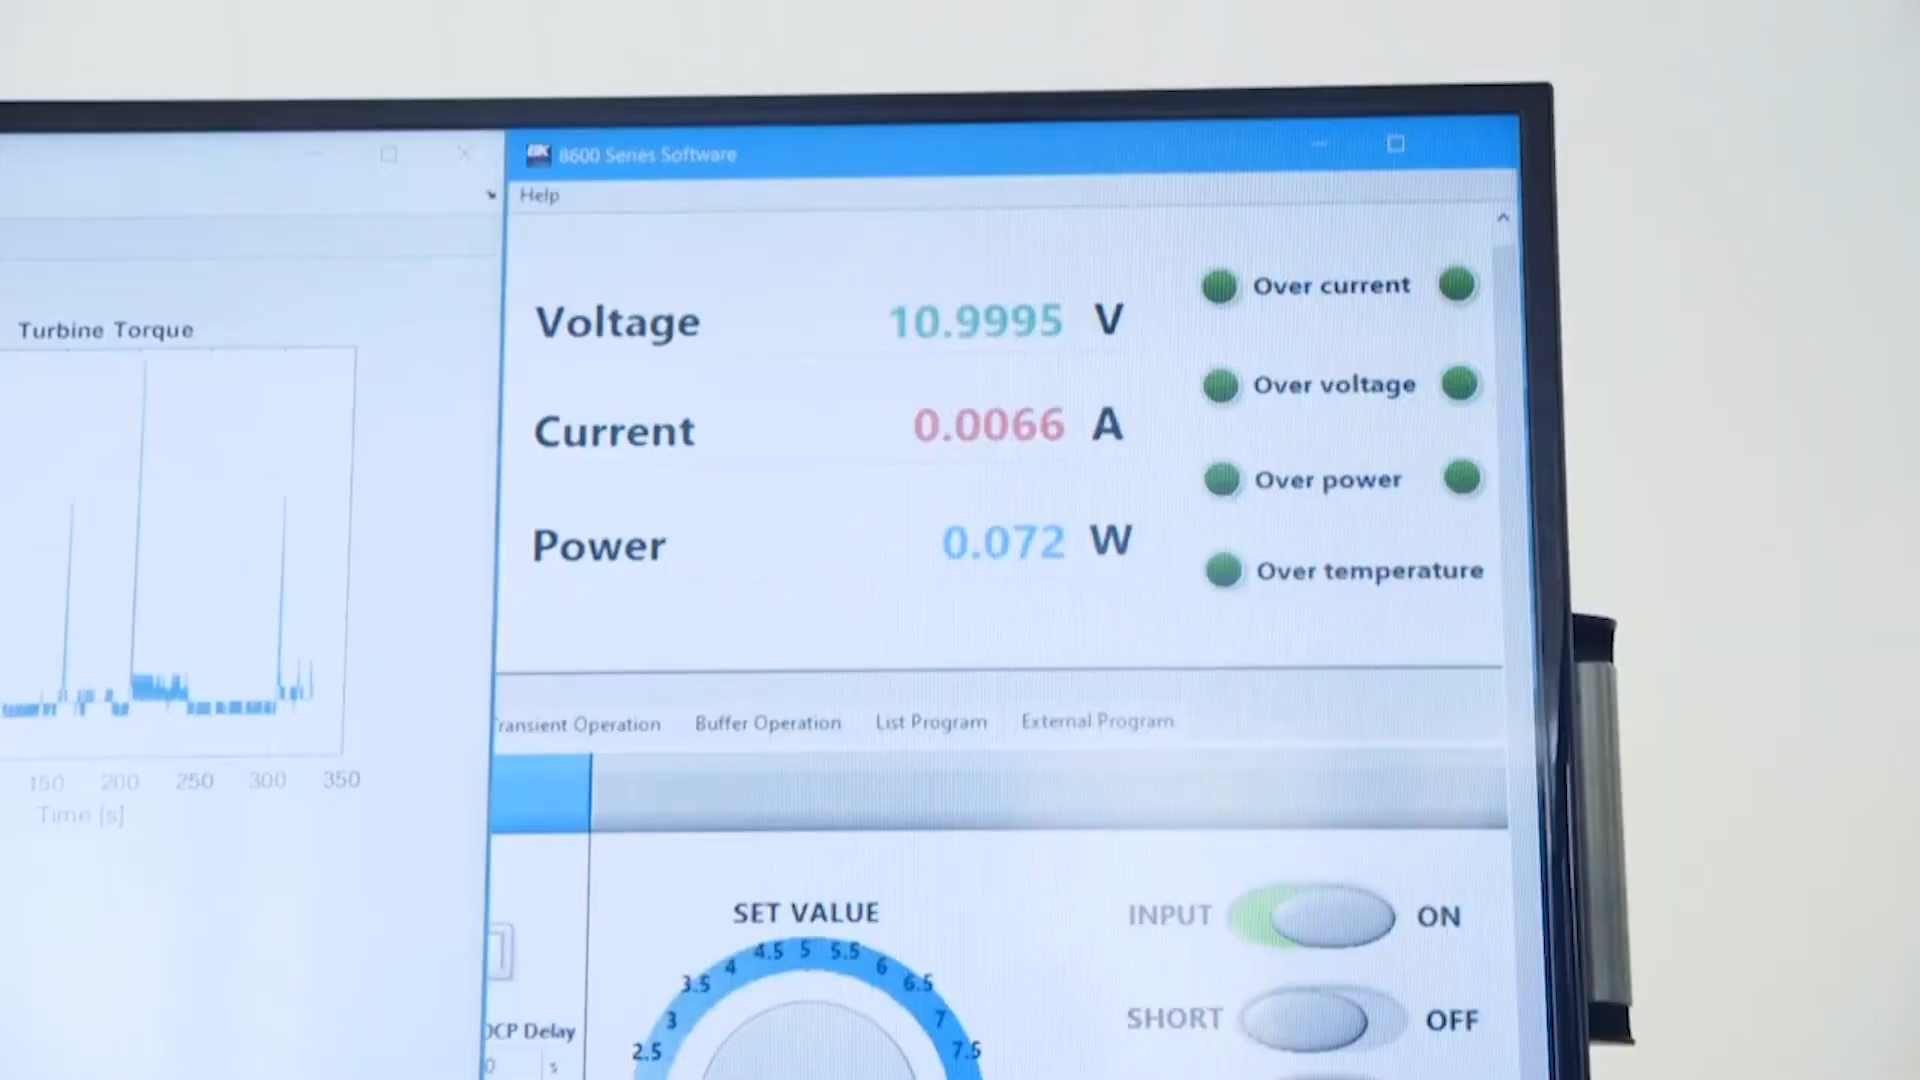 BK 8600 Series Software
Help
Turbine Torque
150 200 250 300 350
Time [s]
Voltage 10.9995 V
Current 0.0066 A
Power 0.072 W
Over current
Over voltage
Over power
Over temperature
ransient Operation Buffer Operation List Program External Program
SET VALUE
2.5 3 3.5 4 4.5 5 5.5 6 6.5 7 7.5
INPUT ON
SHORT OFF
OCP Delay
0 s